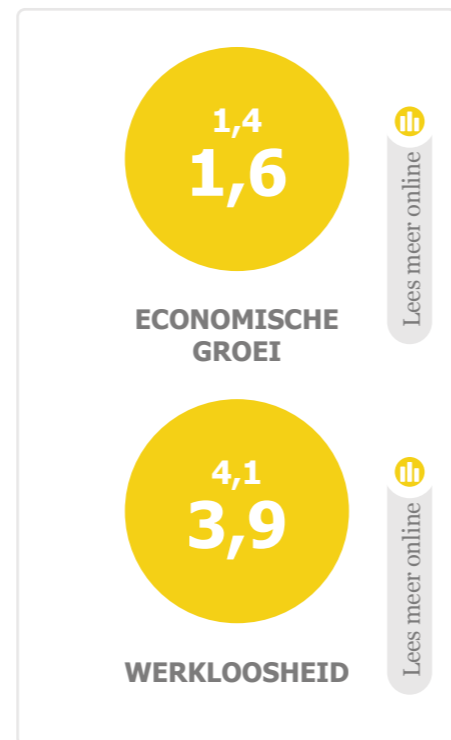 1,4
1,6
Lees meer online
ECONOMISCHE
GROEI
4,1
3,9
Lees meer online
WERKLOOSHEID